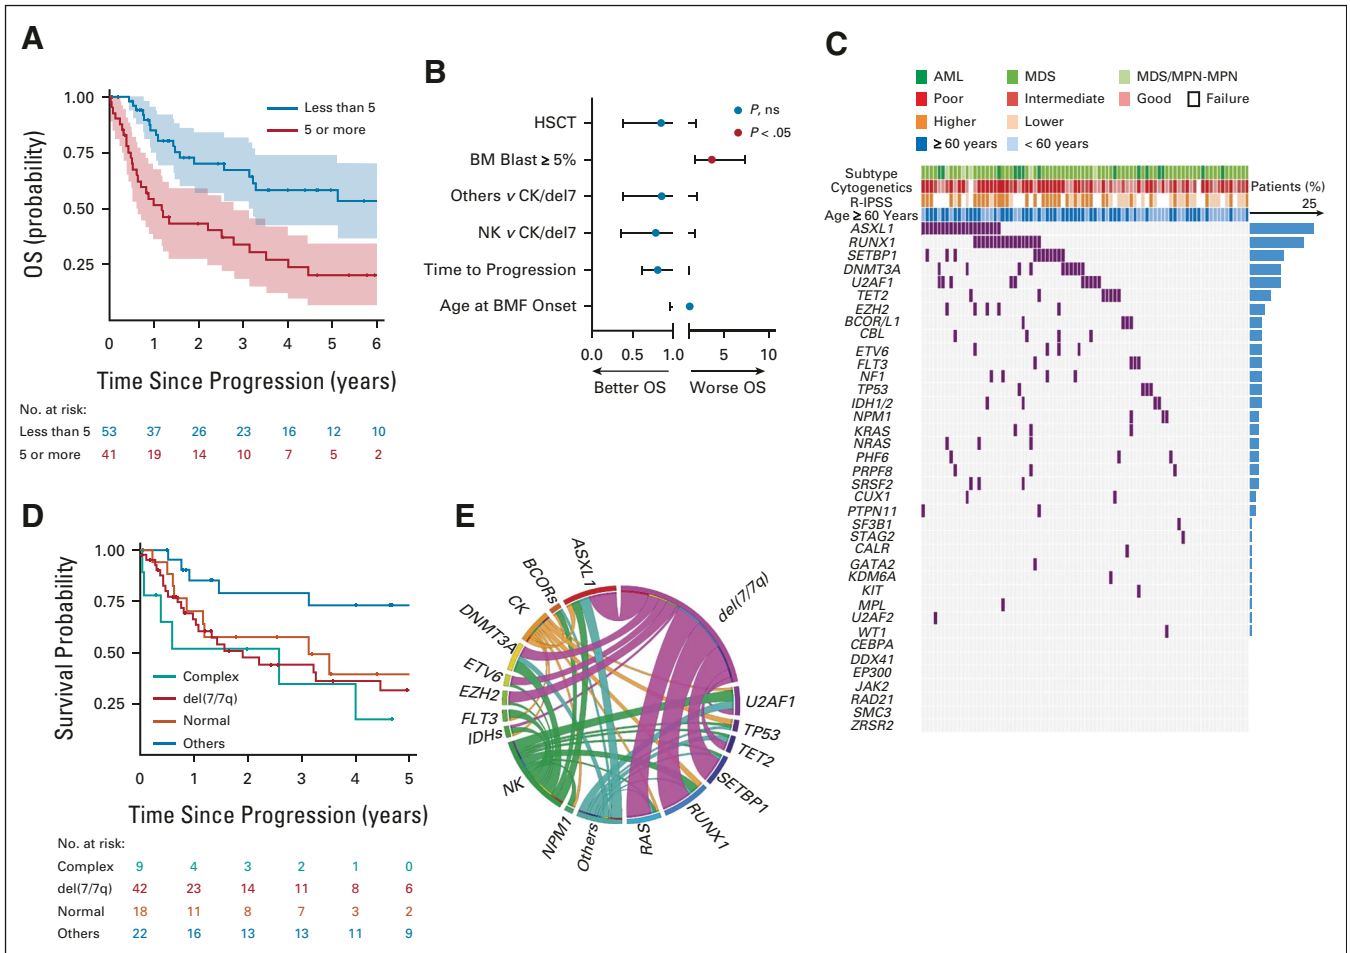 A
OS (probability)
1.00
0.75
0.50
0.25
Less than 5
5 or more
0 1 2 3 4 5 6
Time Since Progression (years)
No. at risk:
Less than 5 53 37 26 23 16 12 10
5 or more 41 19 14 10 7 5 2
B
P, ns
P < .05
HSCT
BM Blast ≥ 5%
Others v CK/del7
NK v CK/del7
Time to Progression
Age at BMF Onset
0.0 0.5 1.0 1.0 5 10
Better OS Worse OS
C
AML MDS MDS/MPN-MPN
Poor Intermediate Good Failure
Higher Lower
≥ 60 years < 60 years
Subtype
Cytogenetics
R-IPSS
Age ≥ 60 Years
Patients (%)
25
ASXL1
RUNX1
SETBP1
DNMT3A
U2AF1
TET2
EZH2
BCOR/L1
CBL
ETV6
FLT3
NF1
TP53
IDH1/2
NPM1
KRAS
NRAS
PHF6
PRPF8
SRSF2
CUX1
PTPN11
SF3B1
STAG2
CALR
GATA2
KDM6A
KIT
MPL
U2AF2
WT1
CEBPA
DDX41
EP300
JAK2
RAD21
SMC3
ZRSR2
D
Survival Probability
1.00
0.75
0.50
0.25
Complex
del(7/7q)
Normal
Others
0 1 2 3 4 5
Time Since Progression (years)
No. at risk:
Complex 9 4 3 2 1 0
del(7/7q) 42 23 14 11 8 6
Normal 18 11 8 7 3 2
Others 22 16 13 13 11 9
E
ASXL1
BCORs
CK
DNMT3A
ETV6
EZH2
FLT3
IDHs
NK
NPM1
Others
RAS
RUNX1
SETBP1
TET2
TP53
U2AF1
del(7/7q)